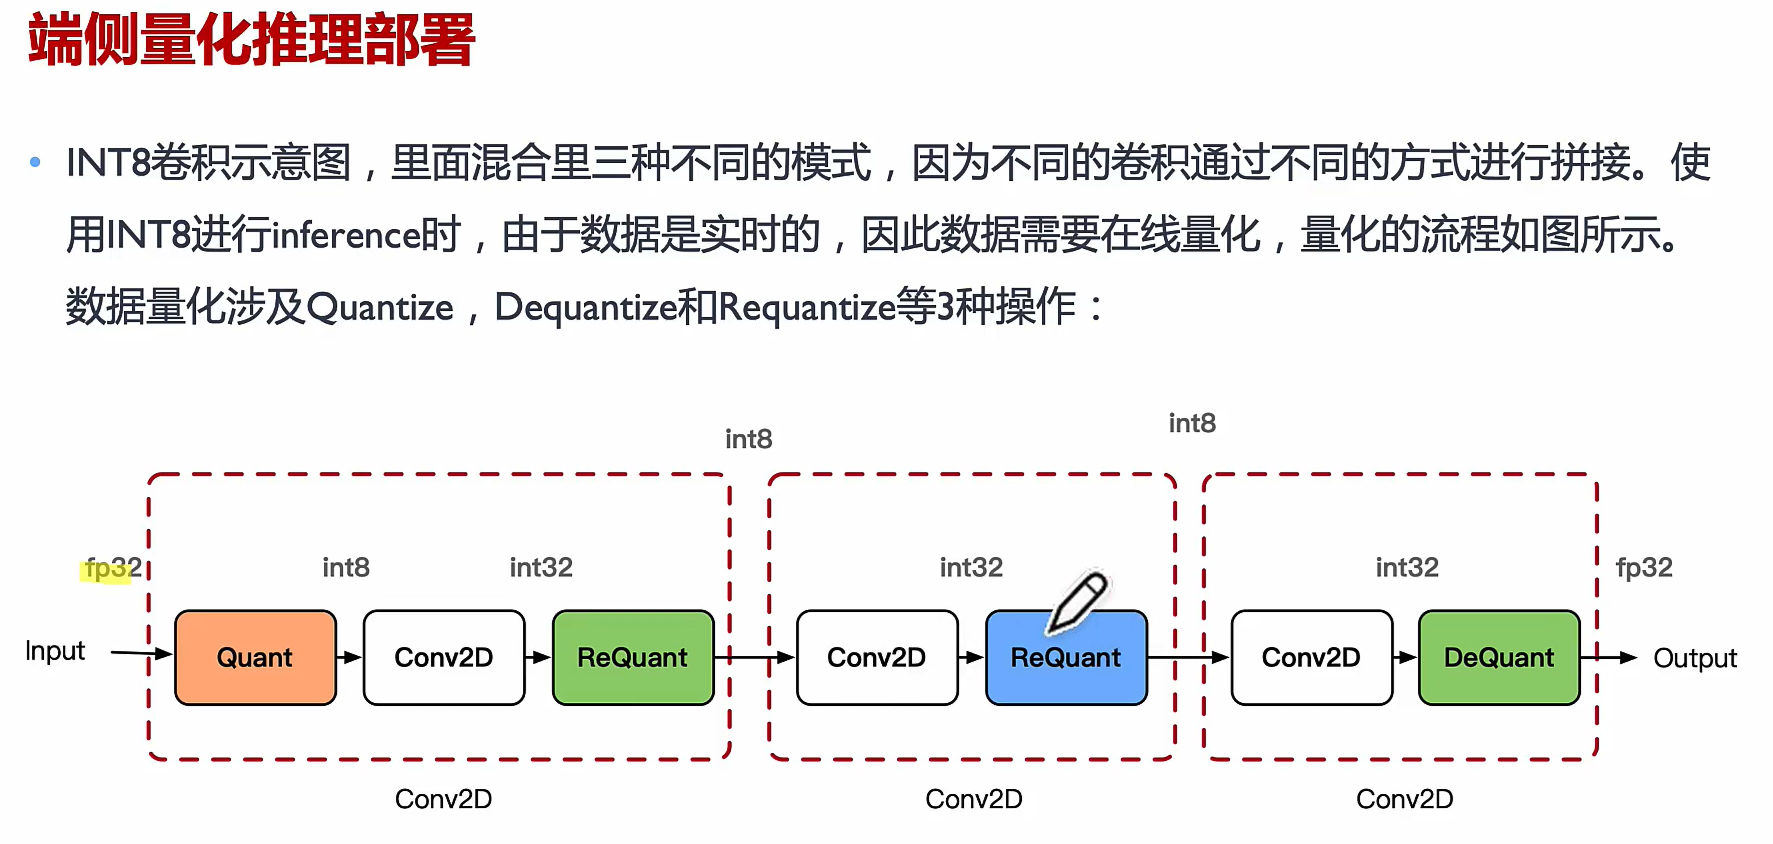 端侧量化推理部署
INT8卷积示意图，里面混合里三种不同的模式，因为不同的卷积通过不同的方式进行拼接。使
用INT8进行inference时，由于数据是实时的，因此数据需要在线量化，量化的流程如图所示。
数据量化涉及Quantize，Dequantize和Requantize等3种操作：
int8
int8
fp32
int8
int32
int32
int32
fp32
Input
Quant
Conv2D
ReQuant
Conv2D
ReQuant
Conv2D
DeQuant
Output
Conv2D
Conv2D
Conv2D